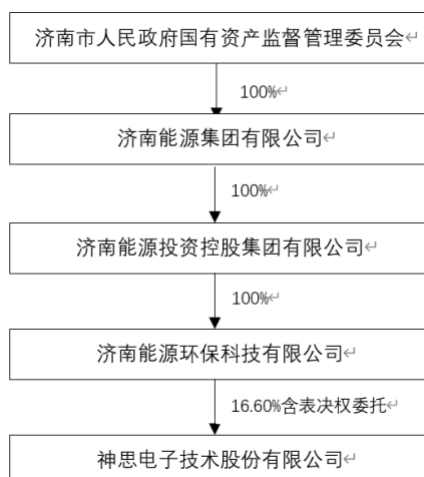 济南市人民政府国有资产监督管理委员会↵
100%↵
济南能源集团有限公司↵
100%↵
济南能源投资控股集团有限公司↵
100%↵
济南能源环保科技有限公司↵
16.60%含表决权委托↵
神思电子技术股份有限公司↵